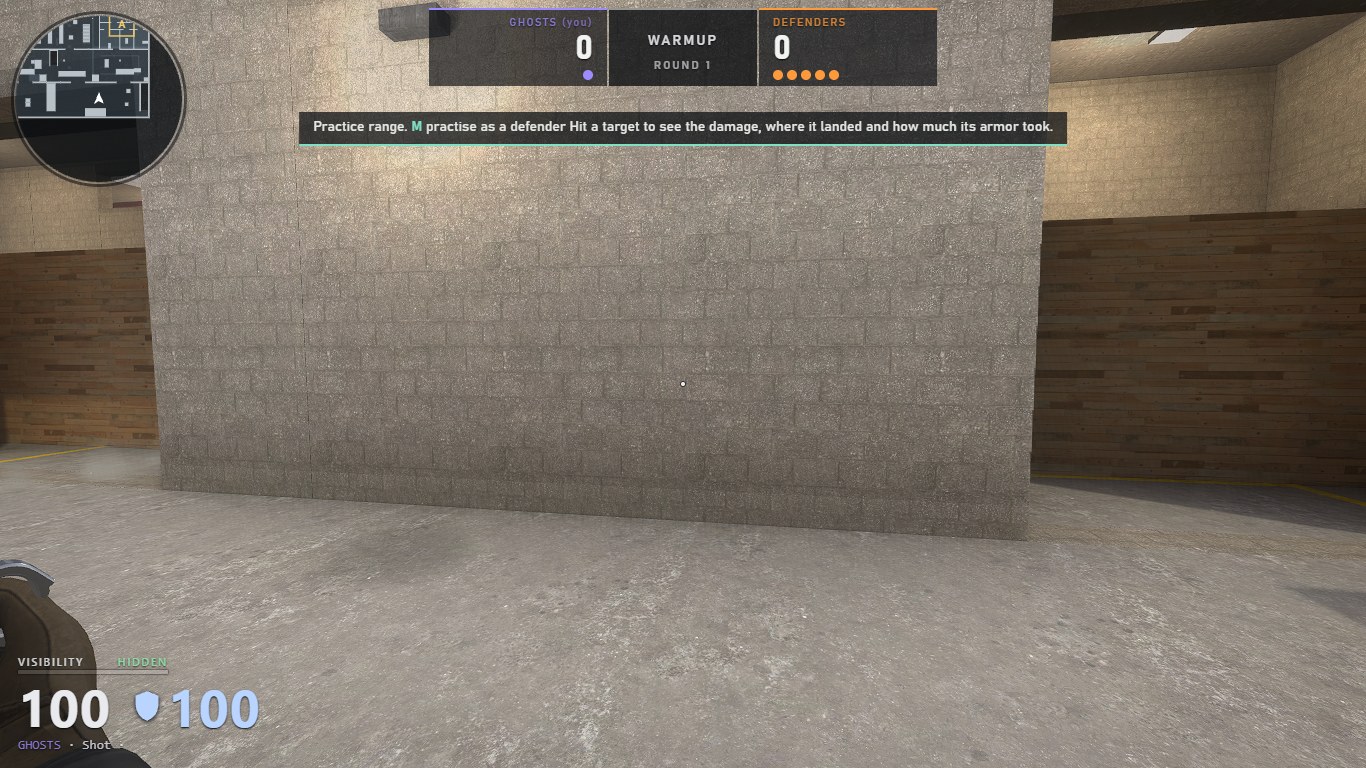 A
GHOSTS (you)
0
WARMUP
ROUND 1
DEFENDERS
0
Practice range. M practise as a defender Hit a target to see the damage, where it landed and how much its armor took.
VISIBILITY HIDDEN
100 100
GHOSTS · Shot ·